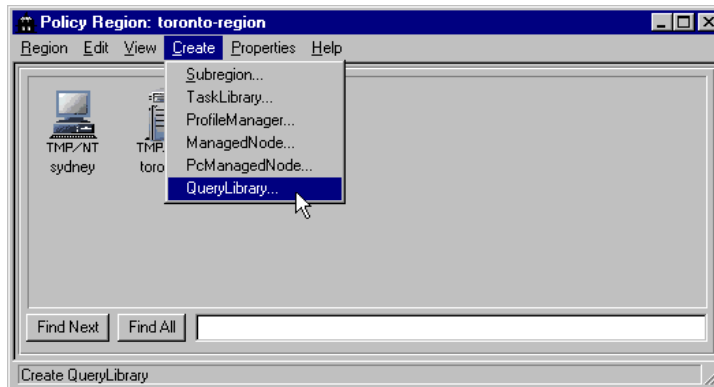 Policy Region: toronto-region
Region Edit View Create Properties Help
Subregion...
TaskLibrary...
ProfileManager...
ManagedNode...
PcManagedNode...
QueryLibrary...
TMP/NT TMP
sydney toro
Find Next Find All
Create QueryLibrary